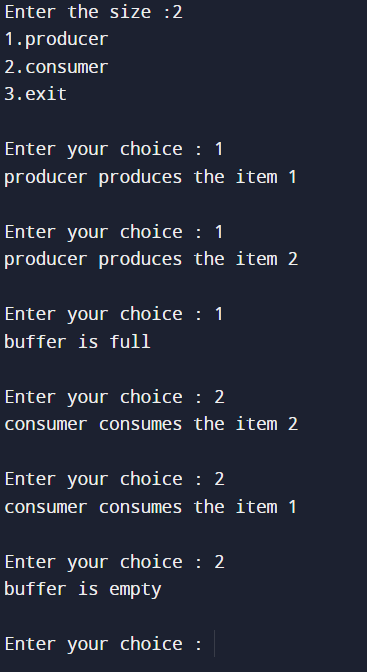 Enter the size :2
1.producer
2.consumer
3.exit
Enter your choice : 1
producer produces the item 1
Enter your choice : 1
producer produces the item 2
Enter your choice : 1
buffer is full
Enter your choice : 2
consumer consumes the item 2
Enter your choice : 2
consumer consumes the item 1
Enter your choice : 2
buffer is empty
Enter your choice :